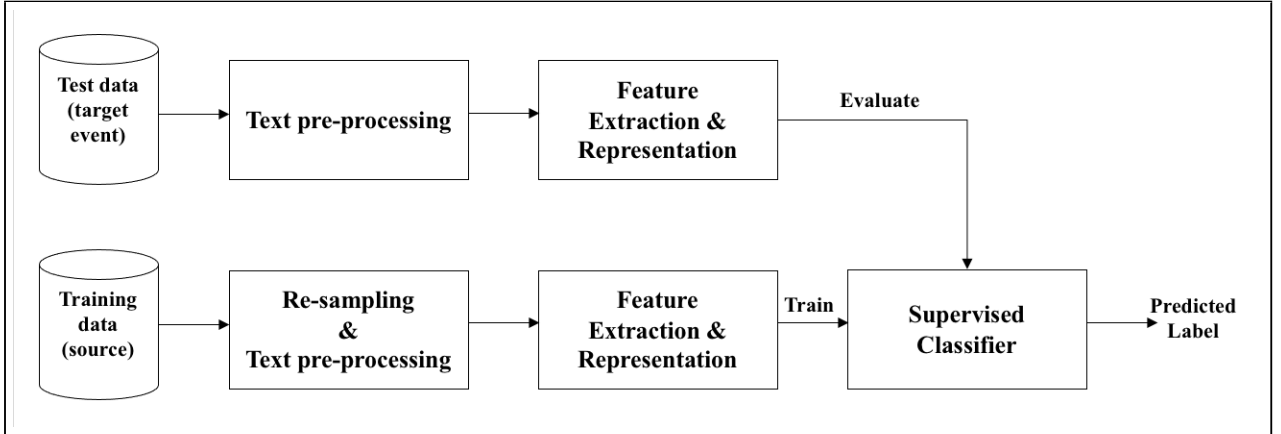 Test data
(target
event)
Text pre-processing
Feature
Extraction &
Representation
Evaluate
Training
data
(source)
Re-sampling
&
Text pre-processing
Feature
Extraction &
Representation
Train
Supervised
Classifier
Predicted
Label